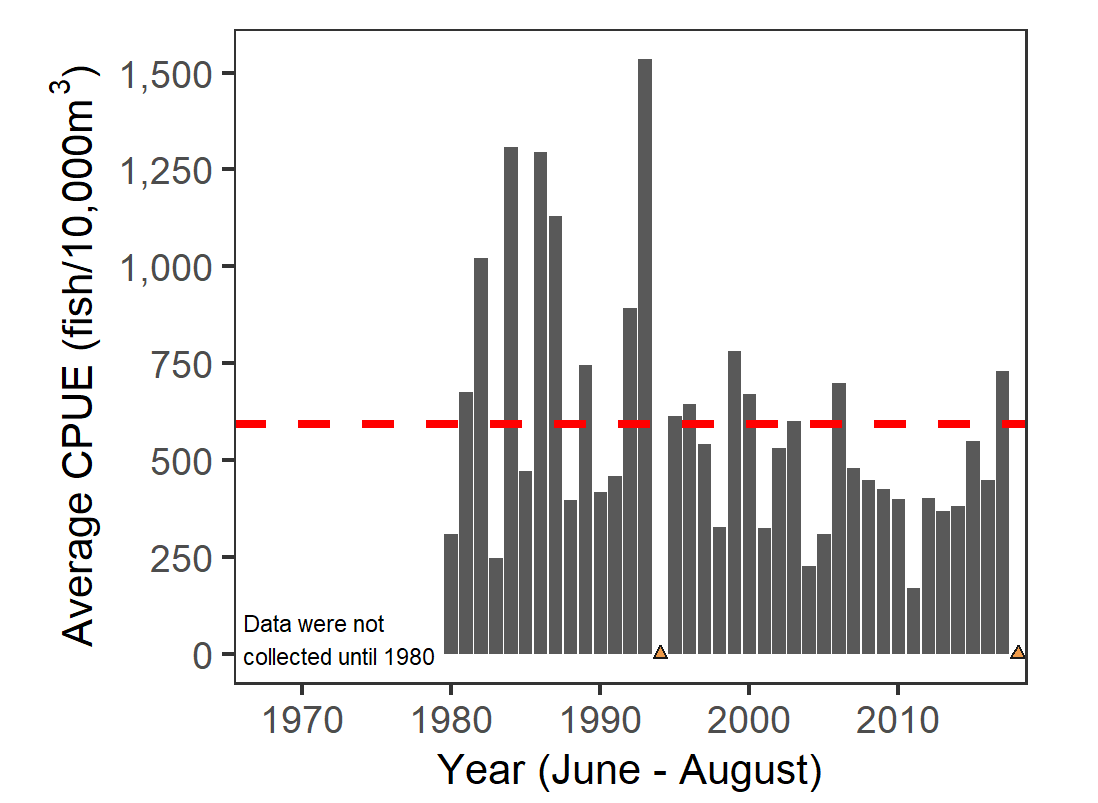 Average CPUE (fish/10,000m³)
1,500
1,250
1,000
750
500
250
0
Data were not
collected until 1980
1970 1980 1990 2000 2010
Year (June - August)